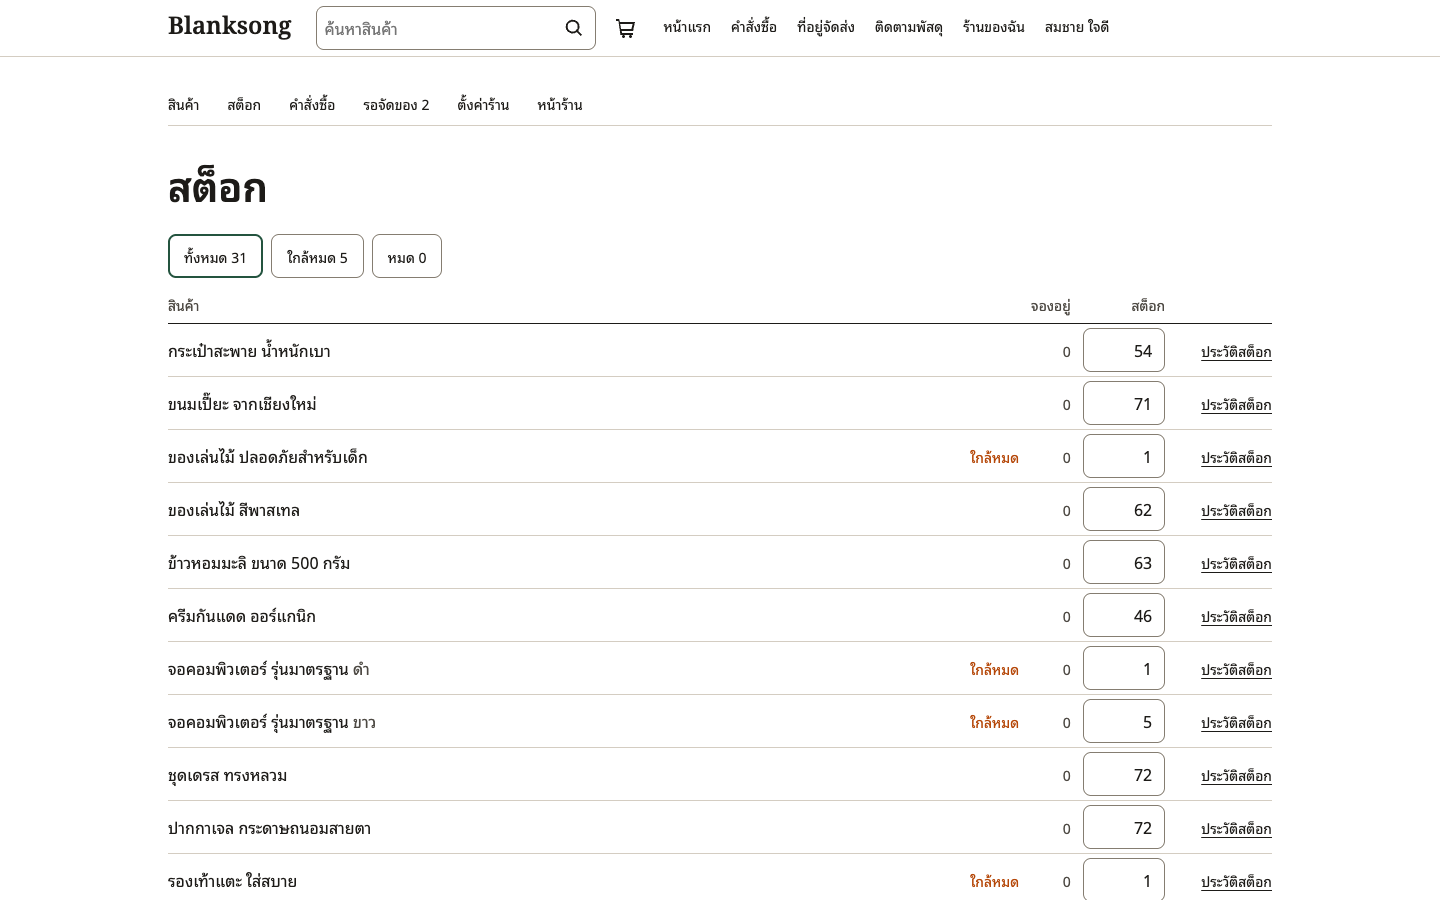 Blanksong
ค้นหาสินค้า
หน้าแรก คำสั่งซื้อ ที่อยู่จัดส่ง ติดตามพัสดุ ร้านของฉัน สมชาย ใจดี
สินค้า สต็อก คำสั่งซื้อ รอจัดของ 2 ตั้งค่าร้าน หน้าร้าน
สต็อก
ทั้งหมด 31 ใกล้หมด 5 หมด 0
สินค้า จองอยู่ สต็อก
กระเป๋าสะพาย น้ำหนักเบา 0 54 ประวัติสต็อก
ขนมเปี๊ยะ จากเชียงใหม่ 0 71 ประวัติสต็อก
ของเล่นไม้ ปลอดภัยสำหรับเด็ก ใกล้หมด 0 1 ประวัติสต็อก
ของเล่นไม้ สีพาสเทล 0 62 ประวัติสต็อก
ข้าวหอมมะลิ ขนาด 500 กรัม 0 63 ประวัติสต็อก
ครีมกันแดด ออร์แกนิก 0 46 ประวัติสต็อก
จอคอมพิวเตอร์ รุ่นมาตรฐาน ดำ ใกล้หมด 0 1 ประวัติสต็อก
จอคอมพิวเตอร์ รุ่นมาตรฐาน ขาว ใกล้หมด 0 5 ประวัติสต็อก
ชุดเดรส ทรงหลวม 0 72 ประวัติสต็อก
ปากกาเจล กระดาษถนอมสายตา 0 72 ประวัติสต็อก
รองเท้าแตะ ใส่สบาย ใกล้หมด 0 1 ประวัติสต็อก